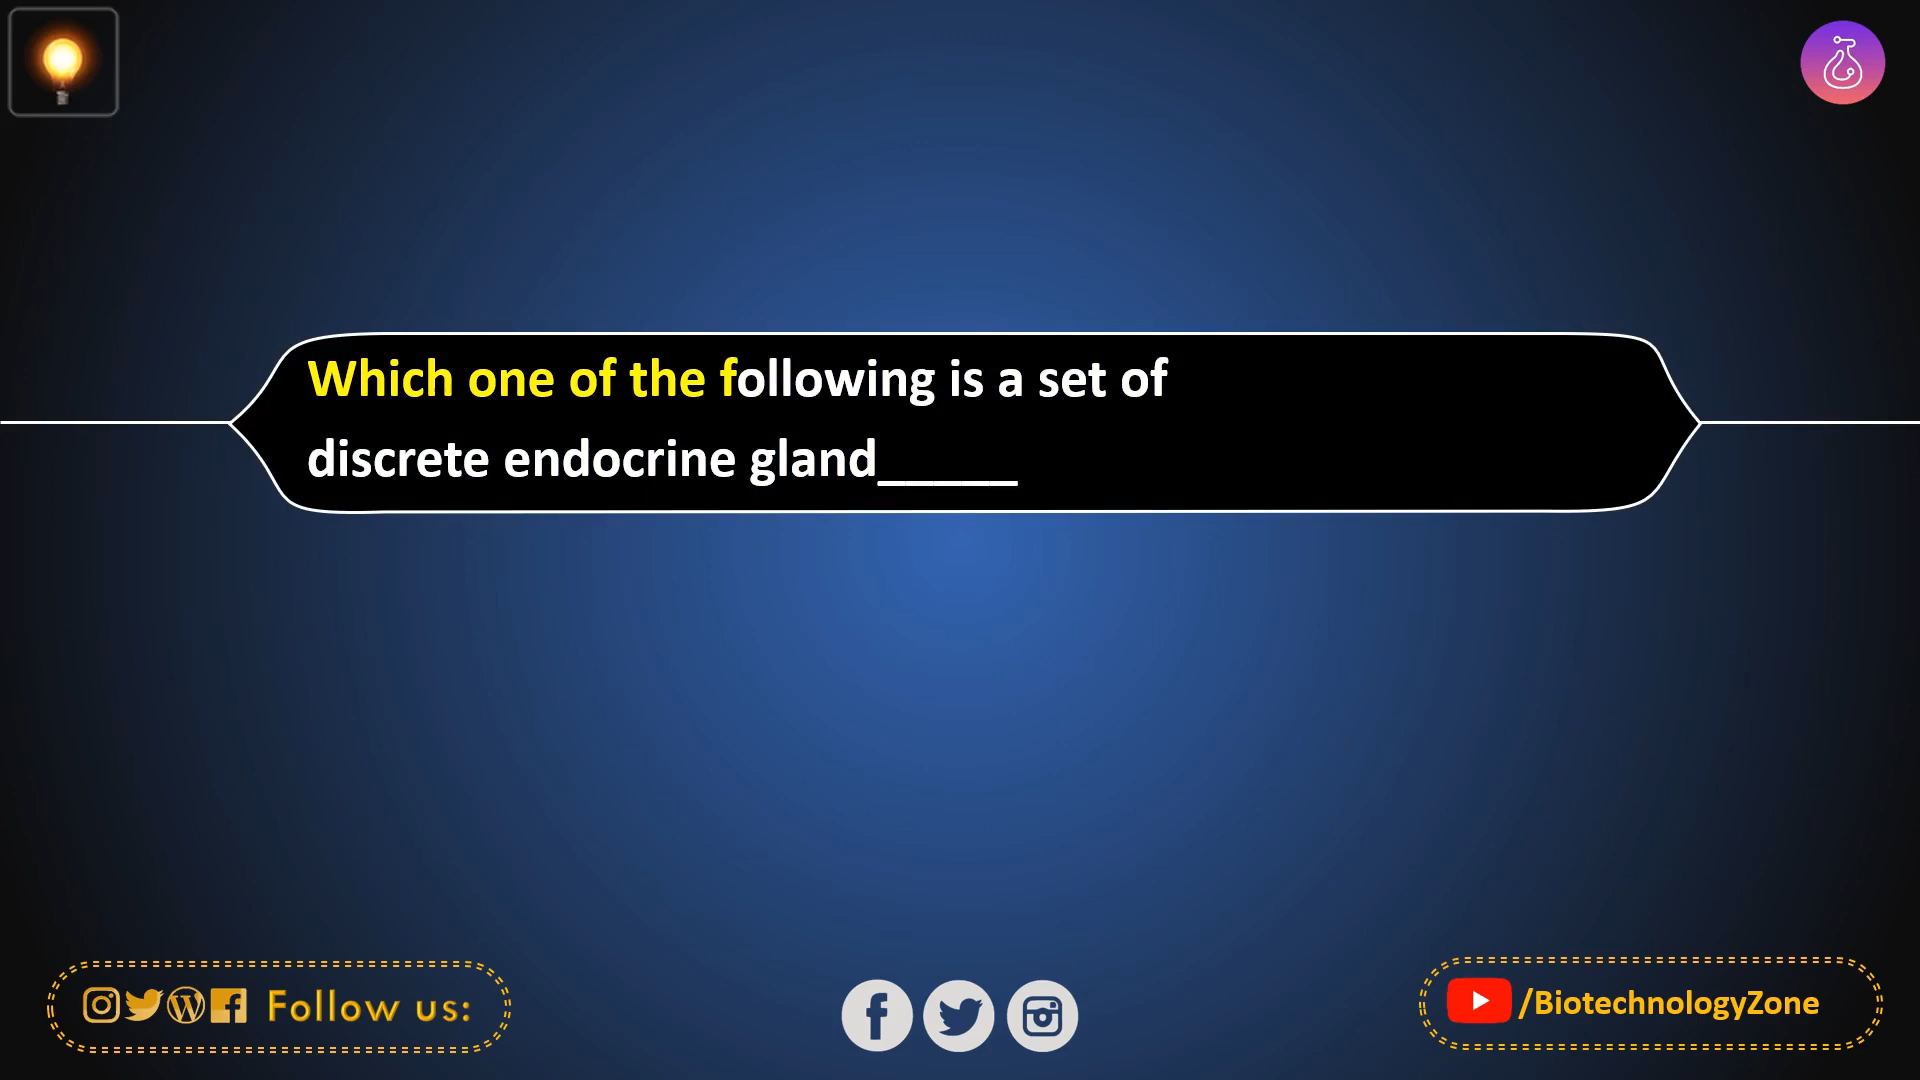 Which one of the following is a set of
discrete endocrine gland_____
Follow us:
/BiotechnologyZone